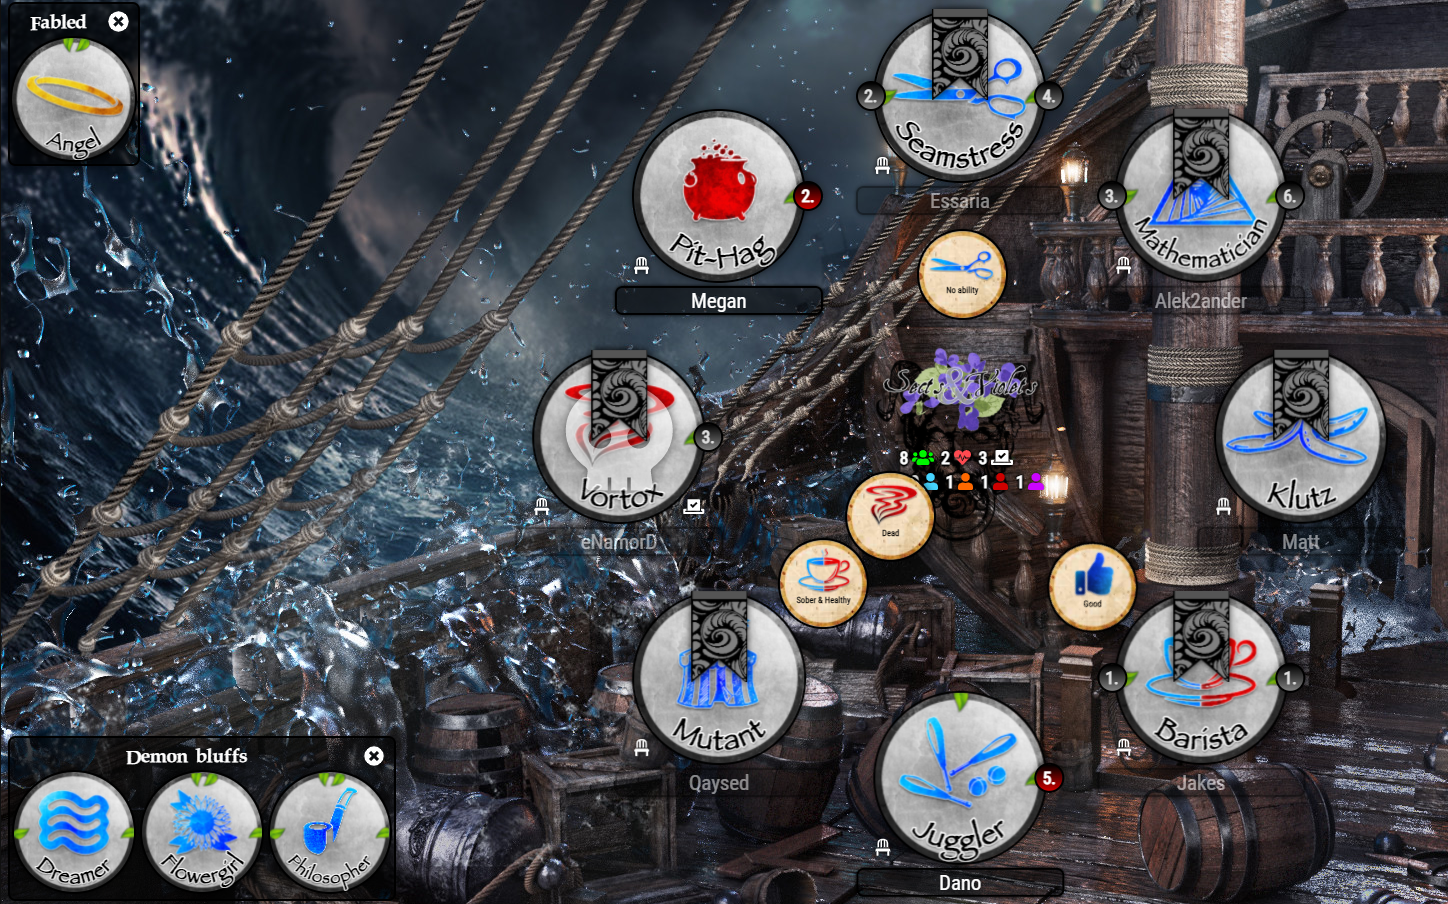 Fabled
Angel
Seamstress
2.
4.
Essaria
Pit-Hag
2.
Megan
Mathematician
3.
6.
Alek2ander
No ability
Vortox
3.
eNamorD
Sects & Violets
8 2 3
1 1 1
Klutz
Matt
Dead
Sober & Healthy
Good
Mutant
Qaysed
Barista
1.
1.
Jakes
Juggler
5.
Dano
Demon bluffs
Dreamer
Flowergirl
Philosopher